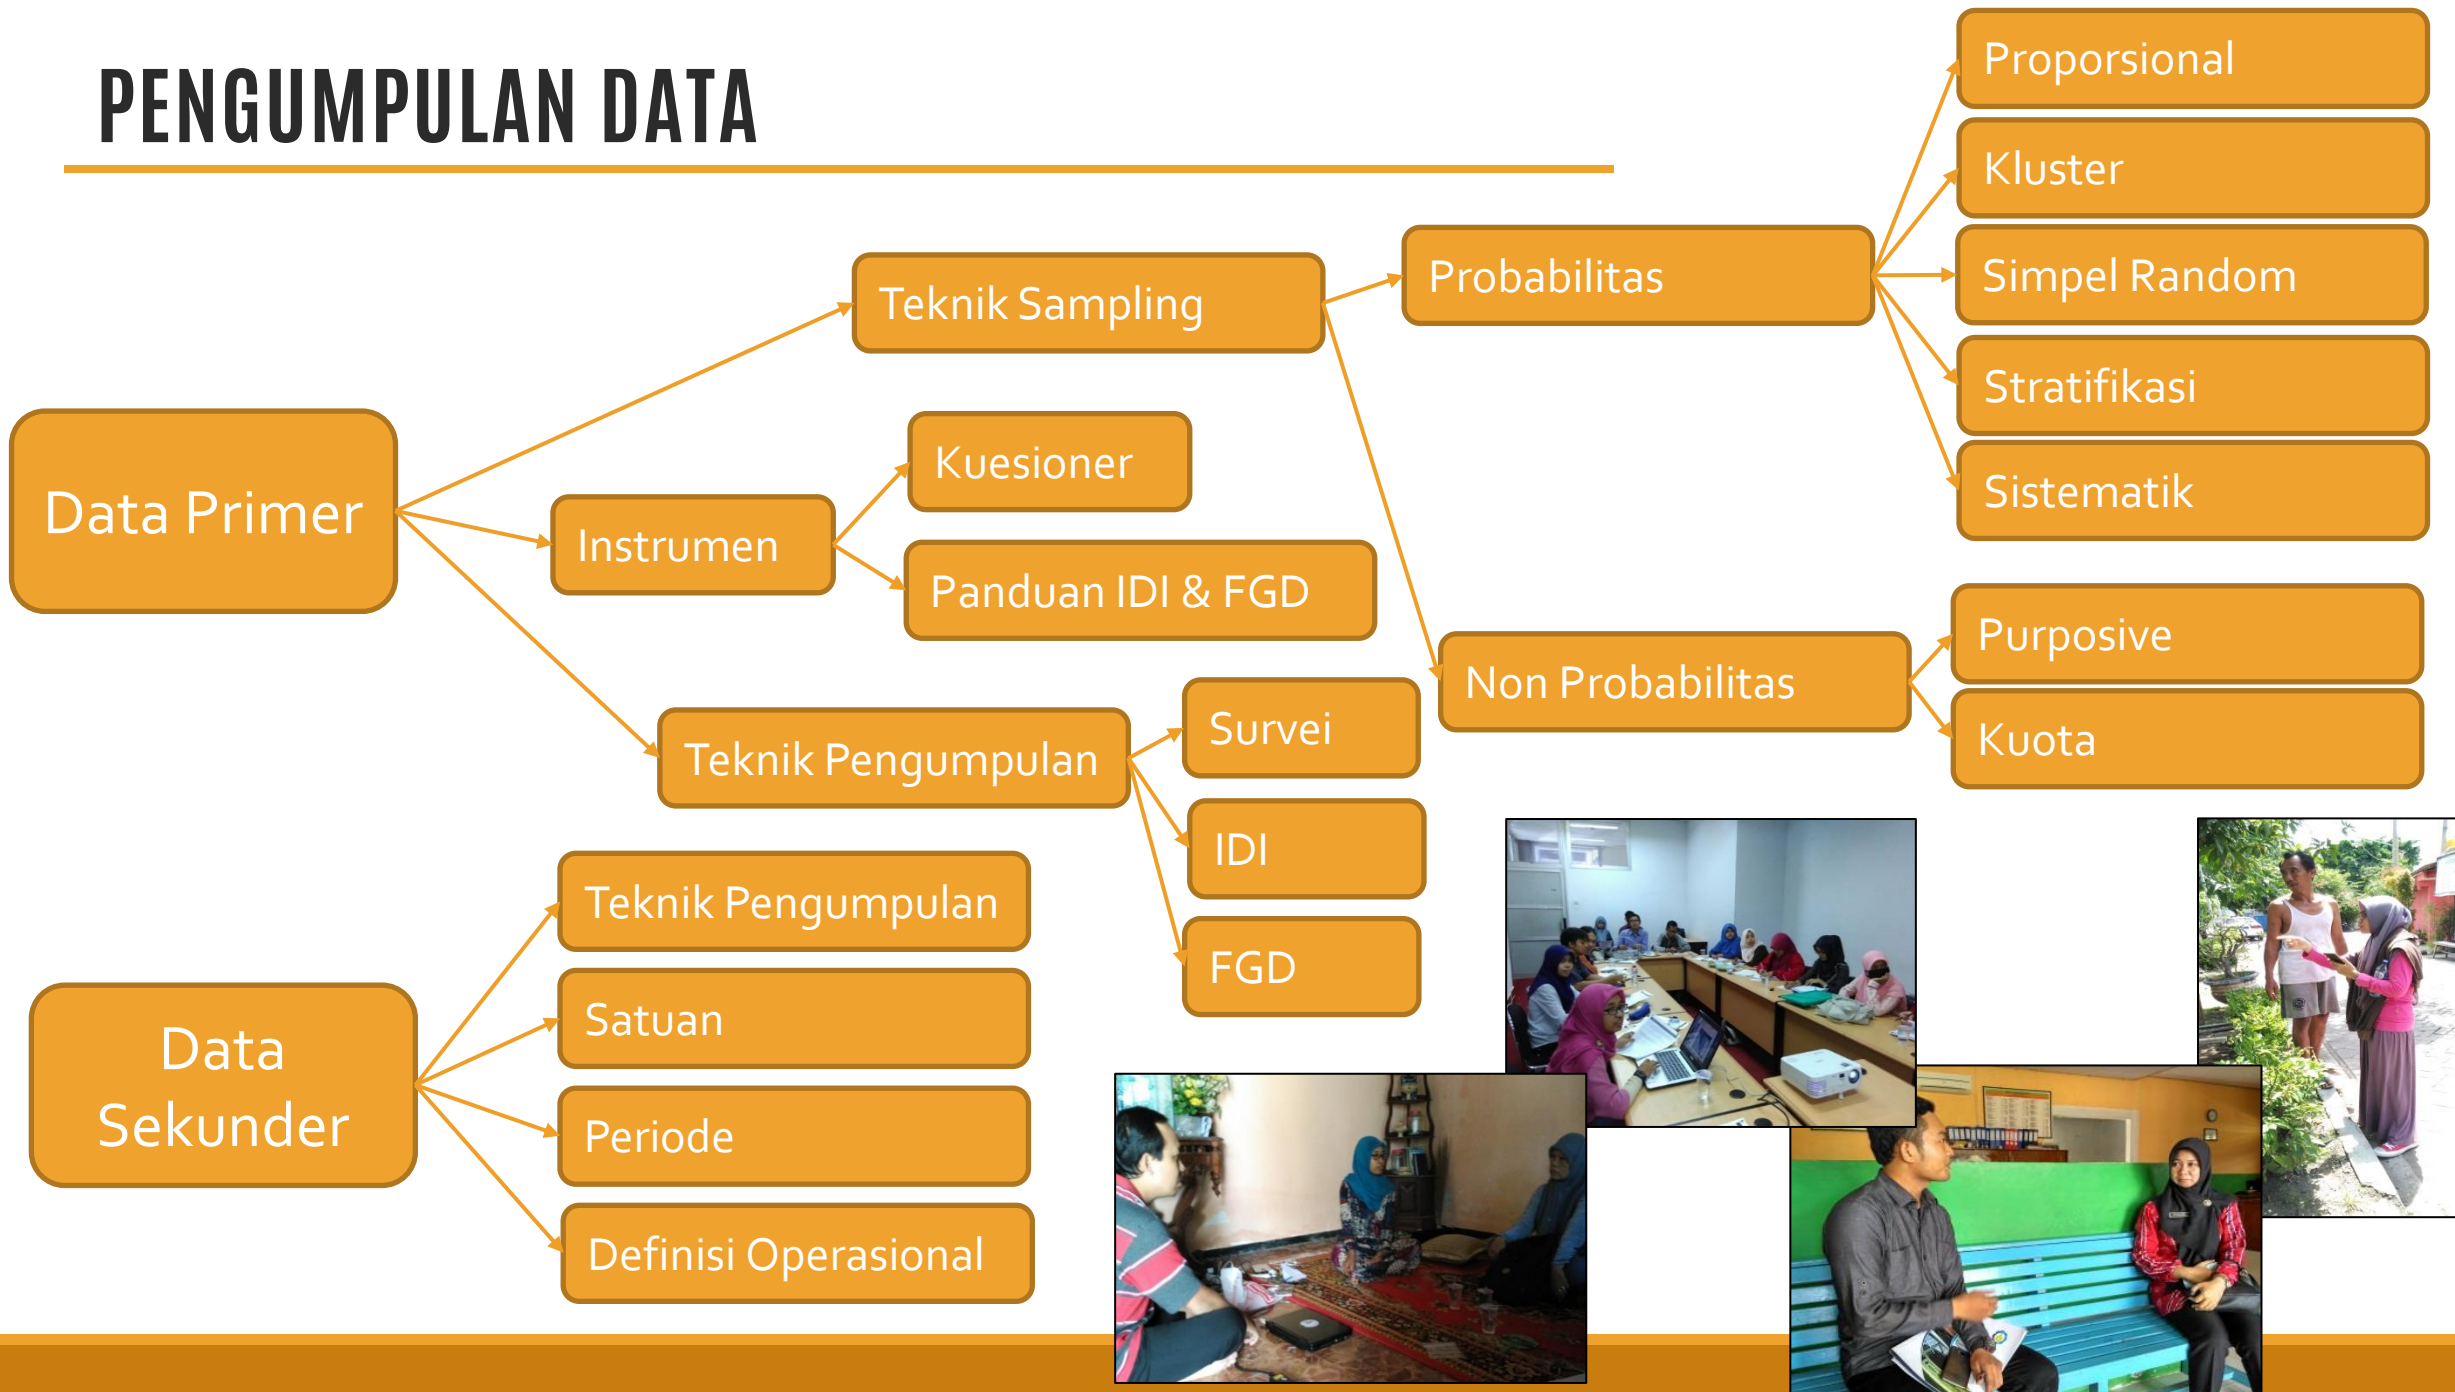 PENGUMPULAN DATA
Data Primer
Teknik Sampling
Probabilitas
Proporsional
Kluster
Simpel Random
Stratifikasi
Sistematik
Non Probabilitas
Purposive
Kuota
Instrumen
Kuesioner
Panduan IDI & FGD
Teknik Pengumpulan
Survei
IDI
FGD
Data
Sekunder
Teknik Pengumpulan
Satuan
Periode
Definisi Operasional